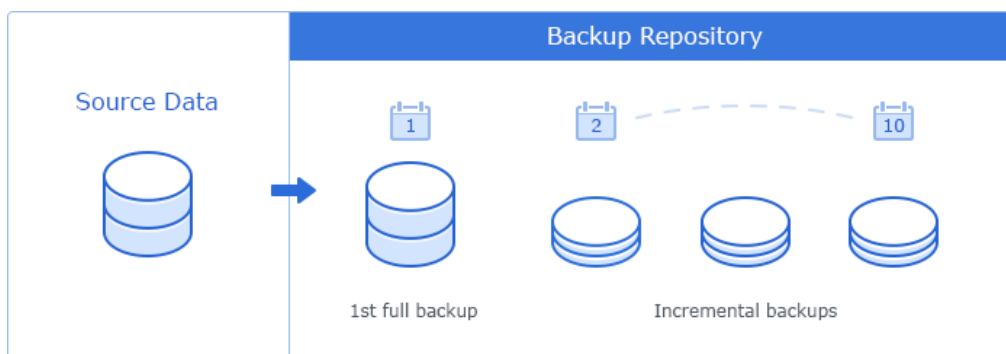 Backup Repository
Source Data
1
2
10
1st full backup
Incremental backups